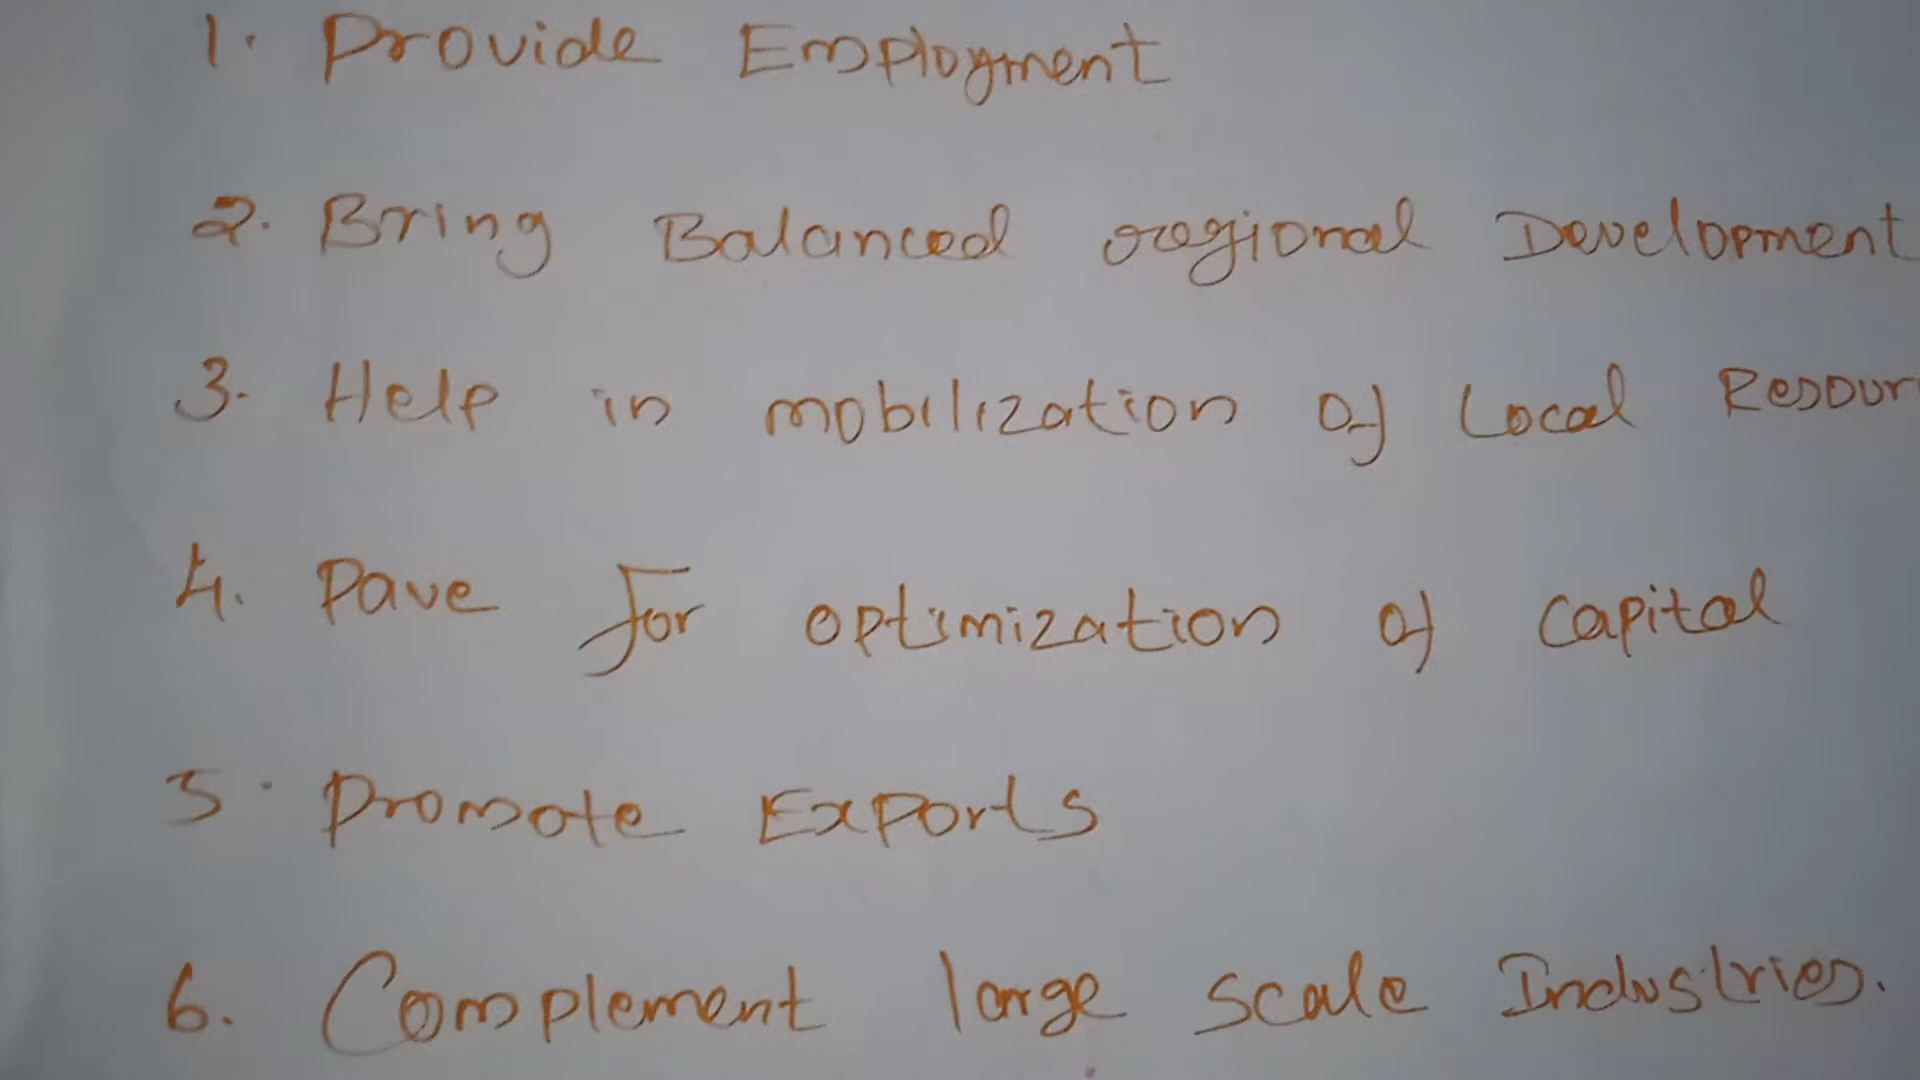 1. Provide Employment
2. Bring Balanced regional Development
3. Help in mobilization of Local Resour
4. Pave for optimization of capital
5. Promote Exports
6. Complement large scale Industries.